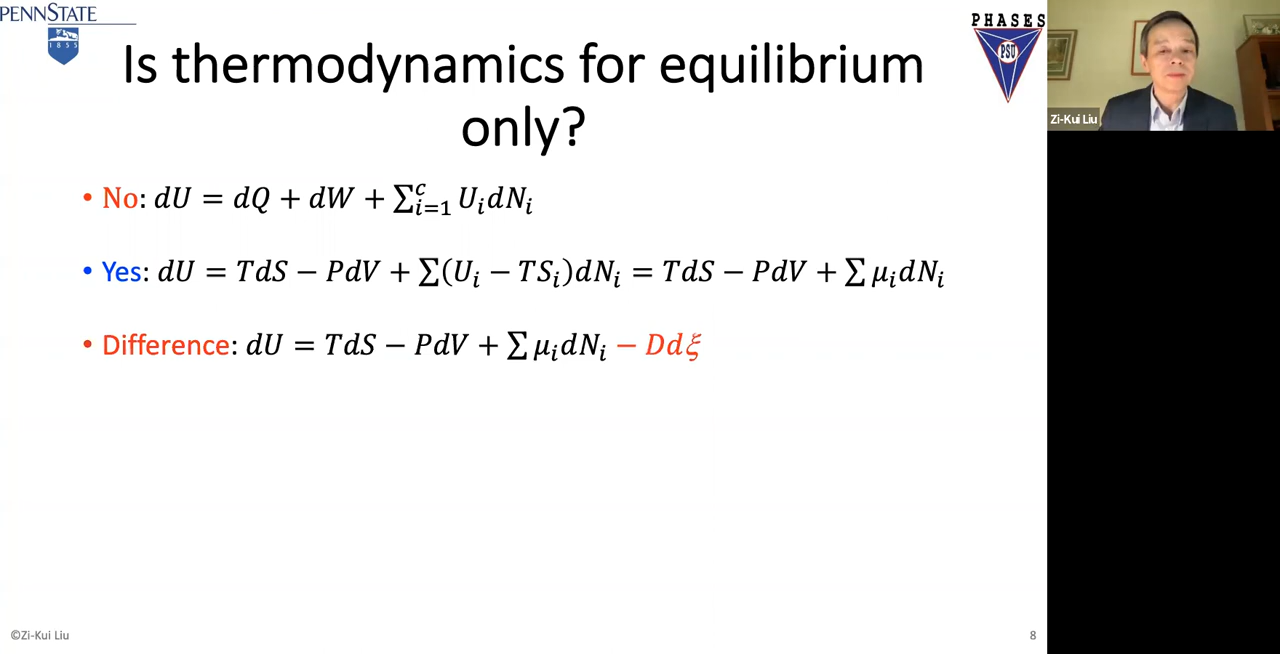 PENNSTATE
1855
PHASES
PSU
Is thermodynamics for equilibrium
only?
Zi-Kui Liu
• No: dU = dQ + dW + ∑ᶜᵢ₌₁ UᵢdNᵢ
• Yes: dU = TdS − PdV + ∑(Uᵢ − TSᵢ)dNᵢ = TdS − PdV + ∑ μᵢdNᵢ
• Difference: dU = TdS − PdV + ∑ μᵢdNᵢ − Ddξ
©Zi-Kui Liu
8